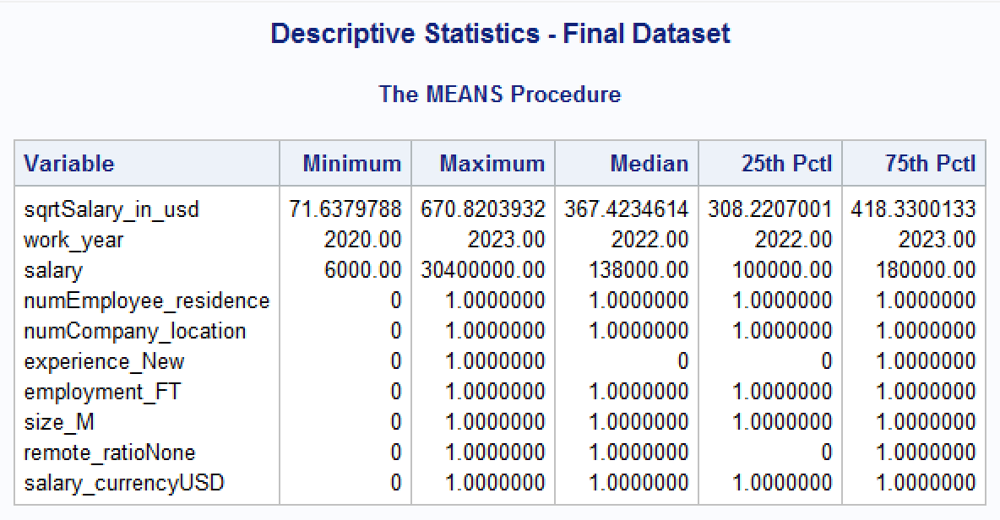 Descriptive Statistics - Final Dataset
The MEANS Procedure
Variable Minimum Maximum Median 25th Pctl 75th Pctl
sqrtSalary_in_usd 71.6379788 670.8203932 367.4234614 308.2207001 418.3300133
work_year 2020.00 2023.00 2022.00 2022.00 2023.00
salary 6000.00 30400000.00 138000.00 100000.00 180000.00
numEmployee_residence 0 1.0000000 1.0000000 1.0000000 1.0000000
numCompany_location 0 1.0000000 1.0000000 1.0000000 1.0000000
experience_New 0 1.0000000 0 0 1.0000000
employment_FT 0 1.0000000 1.0000000 1.0000000 1.0000000
size_M 0 1.0000000 1.0000000 1.0000000 1.0000000
remote_ratioNone 0 1.0000000 1.0000000 0 1.0000000
salary_currencyUSD 0 1.0000000 1.0000000 1.0000000 1.0000000